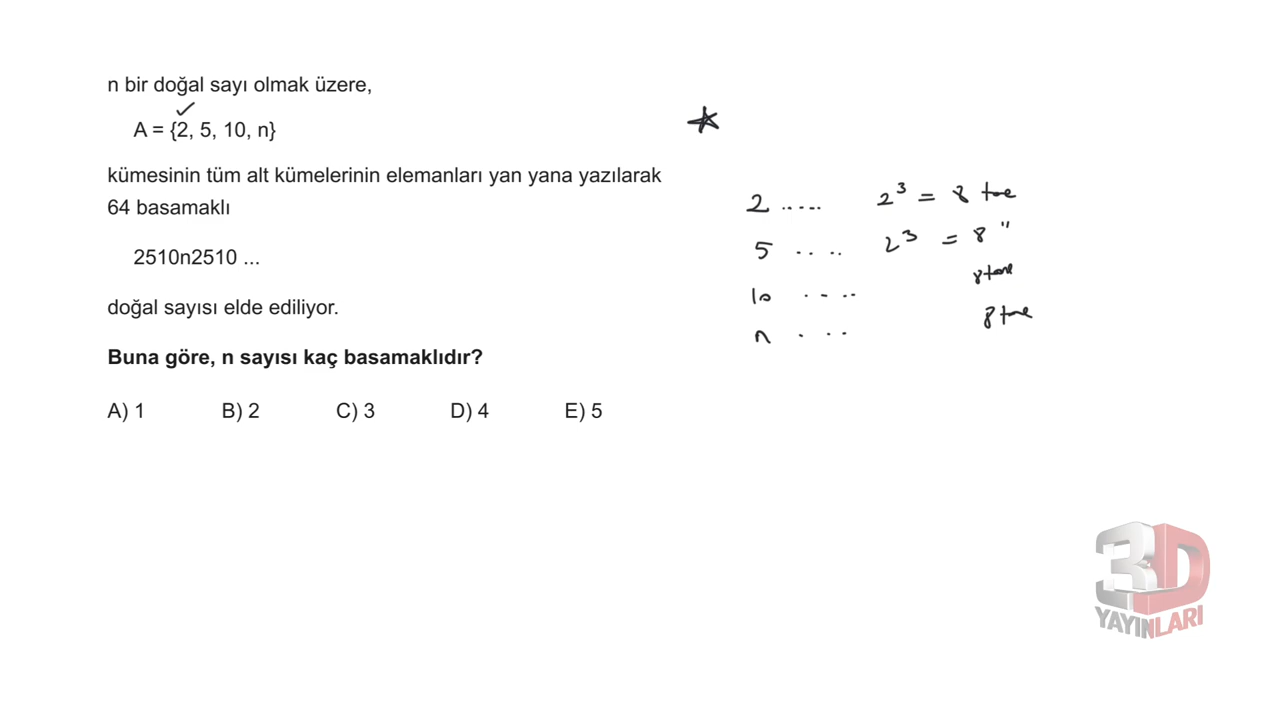 n bir doğal sayı olmak üzere,
A = {2, 5, 10, n}
kümesinin tüm alt kümelerinin elemanları yan yana yazılarak
64 basamaklı
2510n2510 ...
doğal sayısı elde ediliyor.
Buna göre, n sayısı kaç basamaklıdır?
A) 1 B) 2 C) 3 D) 4 E) 5
2 ..... 2³ = 8 tane
5 .... 2³ = 8 "
10 .... 8 tane
n ... 8 tane
3D
YAYINLARI